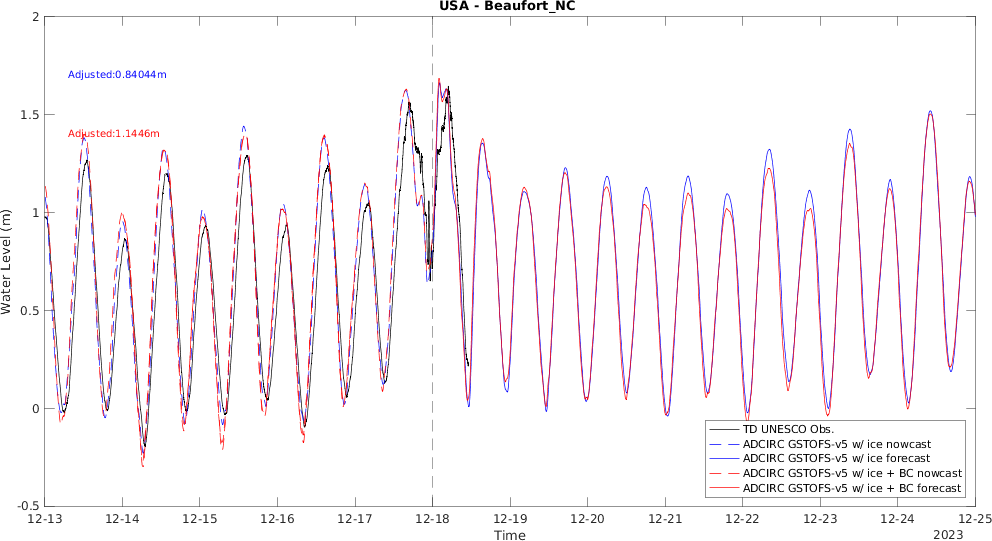 USA - Beaufort_NC
2
Adjusted:0.84044m
1.5
Adjusted:1.1446m
1
Water Level (m)
0.5
0
TD UNESCO Obs.
ADCIRC GSTOFS-v5 w/ ice nowcast
ADCIRC GSTOFS-v5 w/ ice forecast
ADCIRC GSTOFS-v5 w/ ice + BC nowcast
ADCIRC GSTOFS-v5 w/ ice + BC forecast
-0.5
12-13 12-14 12-15 12-16 12-17 12-18 12-19 12-20 12-21 12-22 12-23 12-24 12-25
Time
2023